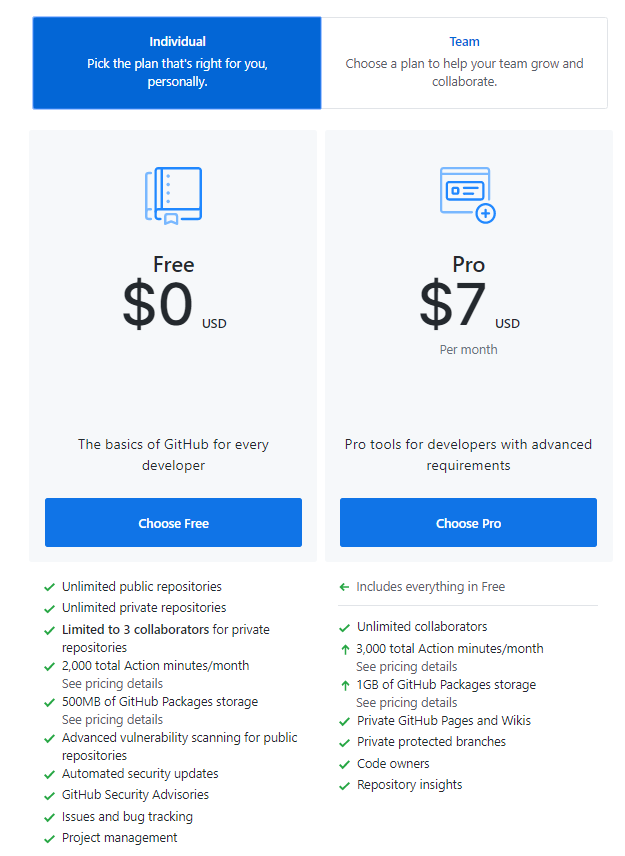 Individual
Pick the plan that's right for you,
personally.
Team
Choose a plan to help your team grow and
collaborate.
Free
$0 USD
The basics of GitHub for every
developer
Choose Free
Unlimited public repositories
Unlimited private repositories
Limited to 3 collaborators for private
repositories
2,000 total Action minutes/month
See pricing details
500MB of GitHub Packages storage
See pricing details
Advanced vulnerability scanning for public
repositories
Automated security updates
GitHub Security Advisories
Issues and bug tracking
Project management
Pro
$7 USD
Per month
Pro tools for developers with advanced
requirements
Choose Pro
Includes everything in Free
Unlimited collaborators
3,000 total Action minutes/month
See pricing details
1GB of GitHub Packages storage
See pricing details
Private GitHub Pages and Wikis
Private protected branches
Code owners
Repository insights